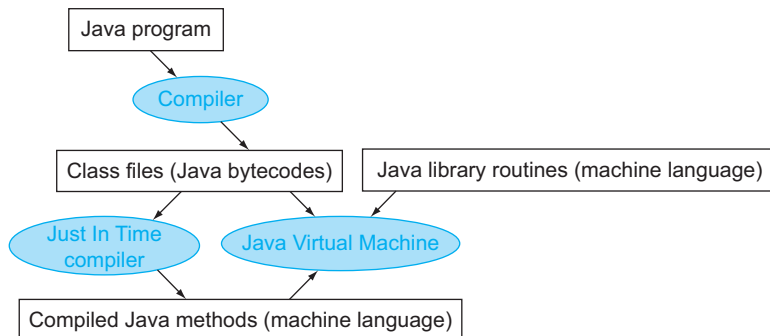 Java program
Compiler
Class files (Java bytecodes)
Java library routines (machine language)
Just In Time
compiler
Java Virtual Machine
Compiled Java methods (machine language)